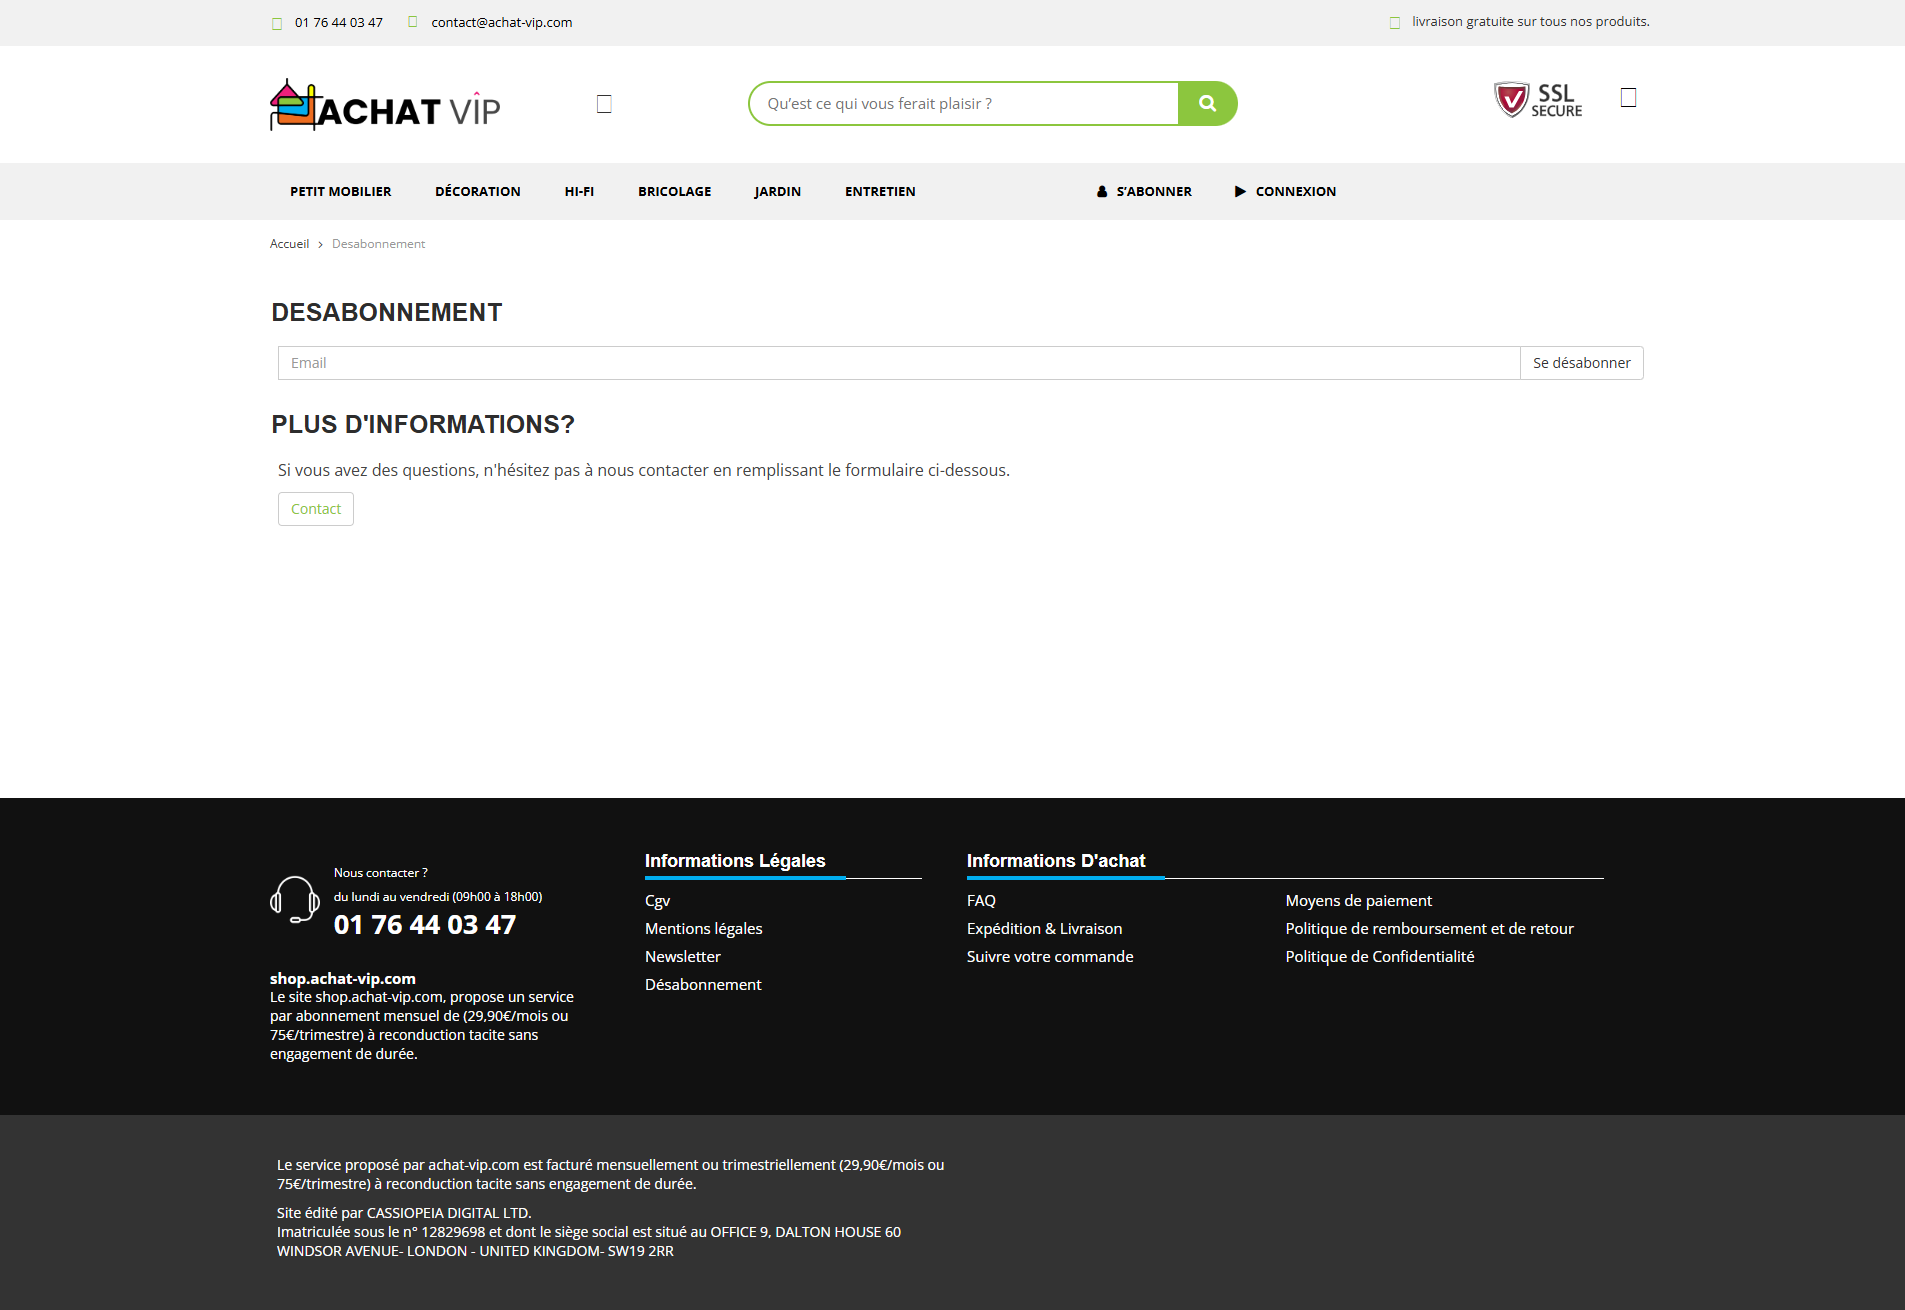 01 76 44 03 47
contact@achat-vip.com
livraison gratuite sur tous nos produits.
ACHAT VIP
Qu’est ce qui vous ferait plaisir ?
SSL
SECURE
PETIT MOBILIER
DÉCORATION
HI-FI
BRICOLAGE
JARDIN
ENTRETIEN
S’ABONNER
CONNEXION
Accueil > Desabonnement
DESABONNEMENT
Email
Se désabonner
PLUS D'INFORMATIONS?
Si vous avez des questions, n'hésitez pas à nous contacter en remplissant le formulaire ci-dessous.
Contact
Nous contacter ?
du lundi au vendredi (09h00 à 18h00)
01 76 44 03 47
shop.achat-vip.com
Le site shop.achat-vip.com, propose un service
par abonnement mensuel de (29,90€/mois ou
75€/trimestre) à reconduction tacite sans
engagement de durée.
Informations Légales
Cgv
Mentions légales
Newsletter
Désabonnement
Informations D'achat
FAQ
Expédition & Livraison
Suivre votre commande
Moyens de paiement
Politique de remboursement et de retour
Politique de Confidentialité
Le service proposé par achat-vip.com est facturé mensuellement ou trimestriellement (29,90€/mois ou
75€/trimestre) à reconduction tacite sans engagement de durée.
Site édité par CASSIOPEIA DIGITAL LTD.
Imatriculée sous le n° 12829698 et dont le siège social est situé au OFFICE 9, DALTON HOUSE 60
WINDSOR AVENUE- LONDON - UNITED KINGDOM- SW19 2RR